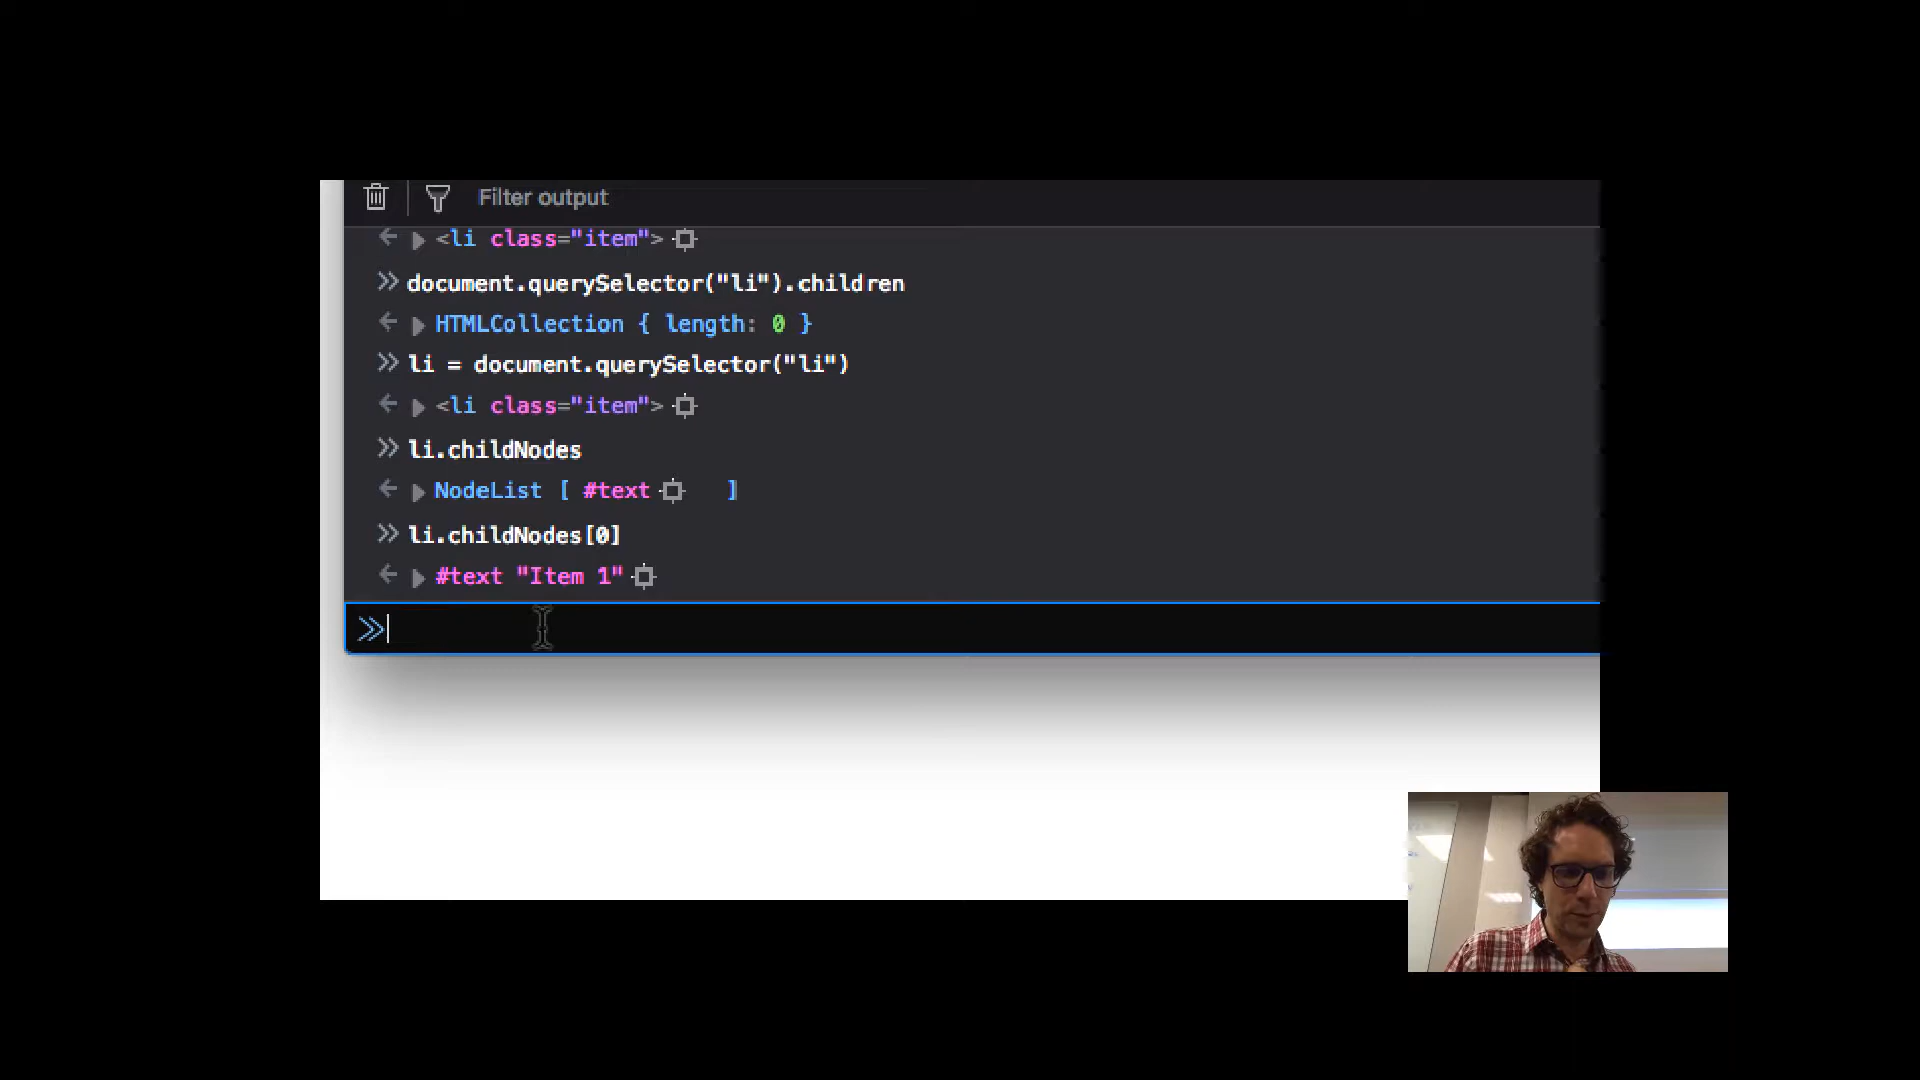 Filter output
<li class="item">
document.querySelector("li").children
HTMLCollection { length: 0 }
li = document.querySelector("li")
<li class="item">
li.childNodes
NodeList [ #text ]
li.childNodes[0]
#text "Item 1"